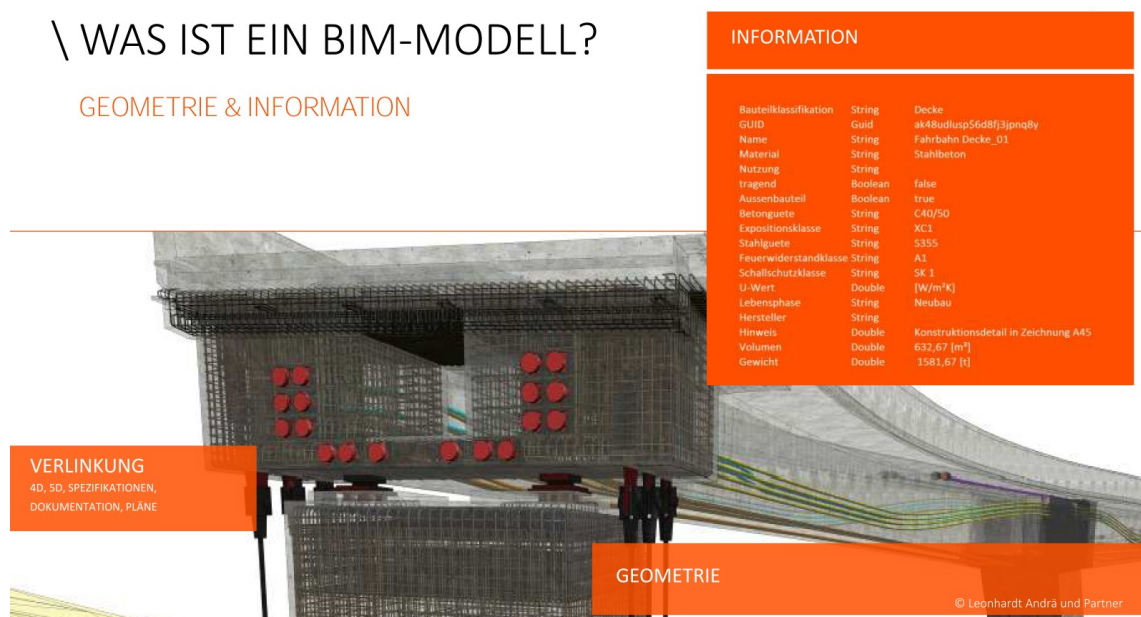 \ WAS IST EIN BIM-MODELL?
GEOMETRIE & INFORMATION
INFORMATION
Bauteilklassifikation String Decke
GUID Guid ak48udlusp$6d8fj3jpnq8y
Name String Fahrbahn Decke_01
Material String Stahlbeton
Nutzung String
tragend Boolean false
Aussenbauteil Boolean true
Betonguete String C40/50
Expositionsklasse String XC1
Stahlguete String S355
Feuerwiderstandklasse String A1
Schallschutzklasse String SK 1
U-Wert Double [W/m²K]
Lebensphase String Neubau
Hersteller String
Hinweis Double Konstruktionsdetail in Zeichnung A45
Volumen Double 632,67 [m³]
Gewicht Double 1581,67 [t]
VERLINKUNG
4D, 5D, SPEZIFIKATIONEN,
DOKUMENTATION, PLÄNE
GEOMETRIE
© Leonhardt Andrä und Partner